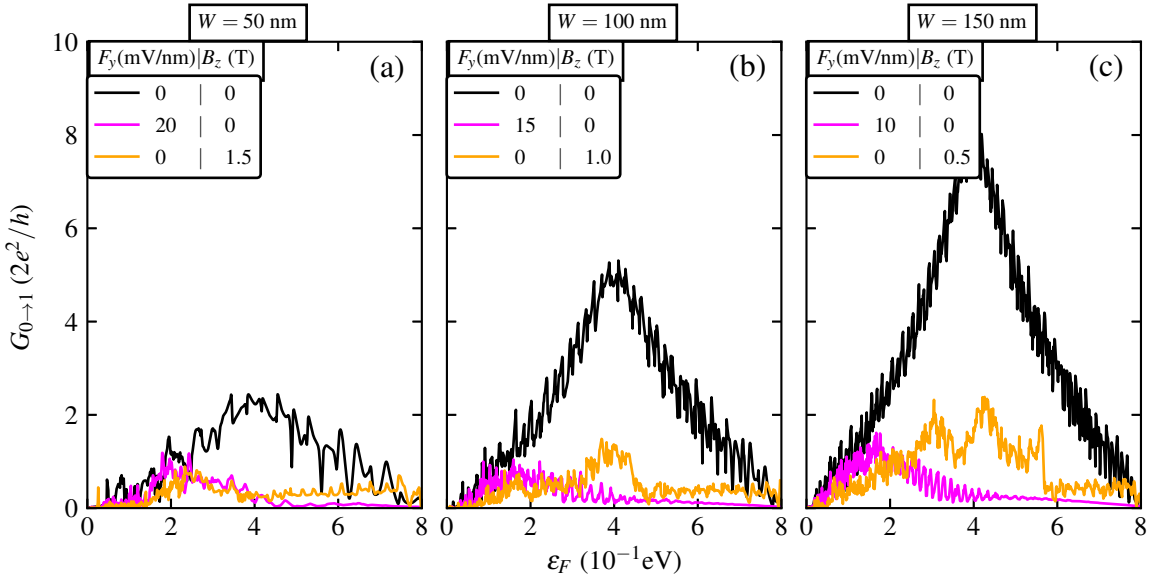 W = 50 nm
W = 100 nm
W = 150 nm
10
8
6
4
2
0
G₀→₁ (2e²/h)
F_y(mV/nm)|B_z (T)
0 | 0
20 | 0
0 | 1.5
(a)
0 2 4 6 8
F_y(mV/nm)|B_z (T)
0 | 0
15 | 0
0 | 1.0
(b)
0 2 4 6 8
F_y(mV/nm)|B_z (T)
0 | 0
10 | 0
0 | 0.5
(c)
0 2 4 6 8
ε_F (10⁻¹eV)